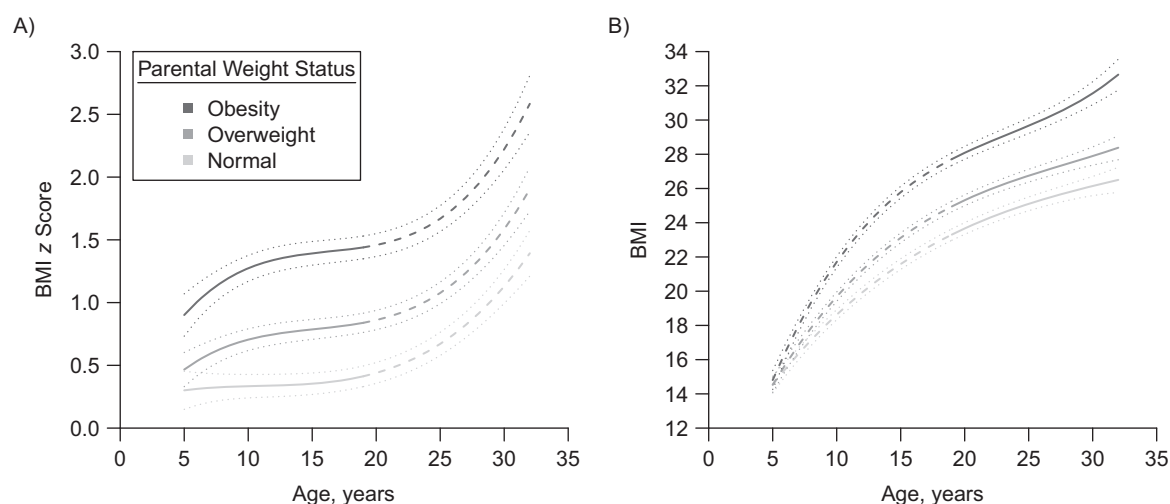 A)
3.0
2.5
2.0
1.5
1.0
0.5
0.0
BMI z Score
Parental Weight Status
Obesity
Overweight
Normal
0 5 10 15 20 25 30 35
Age, years
B)
34
32
30
28
26
24
22
20
18
16
14
12
BMI
0 5 10 15 20 25 30 35
Age, years